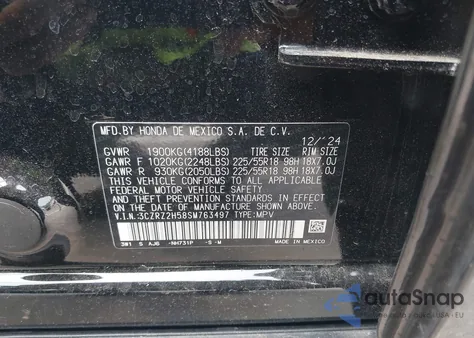 MFD.BY HONDA DE MEXICO S.A. DE C.V.
12/'24
GVWR 1900KG(4188LBS) TIRE SIZE RIM SIZE
GAWR F 1020KG(2248LBS) 225/55R18 98H 18X7.0J
GAWR R 930KG(2050LBS) 225/55R18 98H 18X7.0J
THIS VEHICLE CONFORMS TO ALL APPLICABLE
FEDERAL MOTOR VEHICLE SAFETY AND
THEFT PREVENTION STANDARDS IN EFFECT ON
THE DATE OF MANUFACTURE SHOWN ABOVE.
V.I.N.3CZRZ2H58SM763497 TYPE:MPV
3W1 S AJ6 -NH731P -S -M MADE IN MEXICO
autoSnap